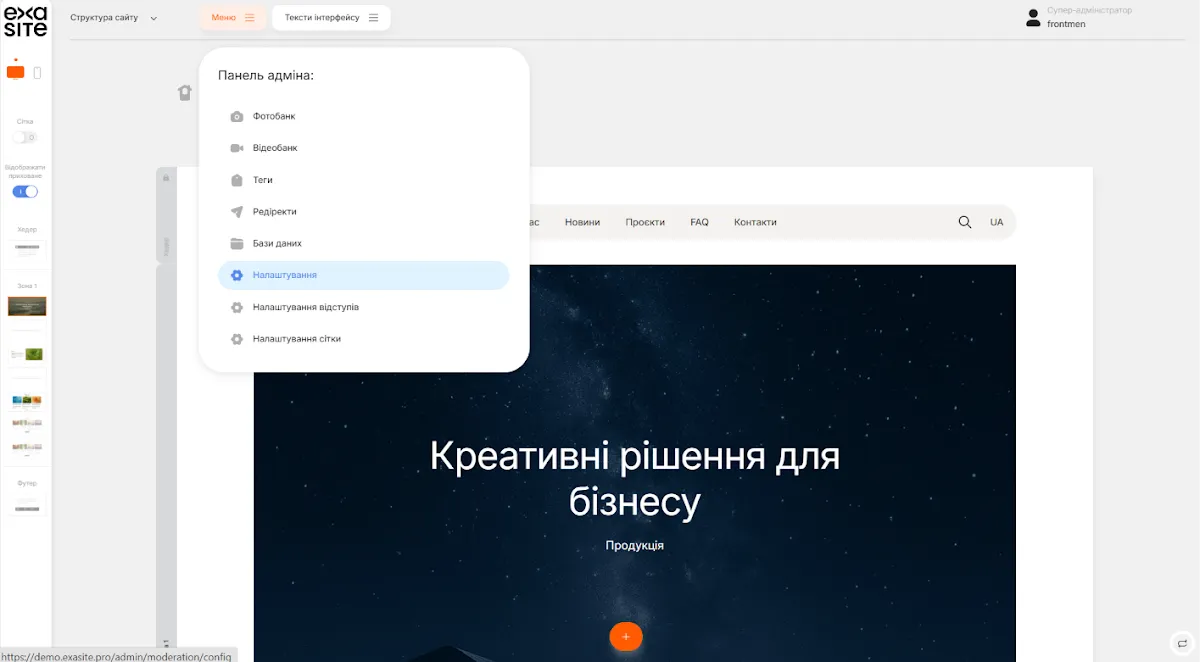 exa
SITE
Структура сайту
Меню
Тексти інтерфейсу
Супер-адміністратор
frontmen
Панель адміна:
Фотобанк
Відеобанк
Теги
Редіректи
Бази даних
Налаштування
Налаштування відступів
Налаштування сітки
Сітка
Відображати
приховане
Хедер
Зона 1
Футер
ас
Новини
Проєкти
FAQ
Контакти
UA
Креативні рішення для
бізнесу
Продукція
+
https://demo.exasite.pro/admin/moderation/config